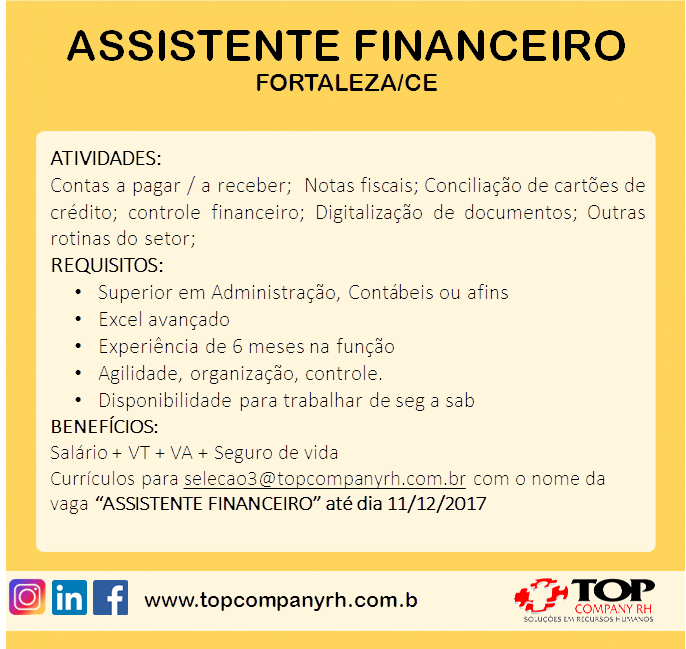 ASSISTENTE FINANCEIRO
FORTALEZA/CE
ATIVIDADES:
Contas a pagar / a receber; Notas fiscais; Conciliação de cartões de
crédito; controle financeiro; Digitalização de documentos; Outras
rotinas do setor;
REQUISITOS:
• Superior em Administração, Contábeis ou afins
• Excel avançado
• Experiência de 6 meses na função
• Agilidade, organização, controle.
• Disponibilidade para trabalhar de seg a sab
BENEFÍCIOS:
Salário + VT + VA + Seguro de vida
Currículos para selecao3@topcompanyrh.com.br com o nome da
vaga “ASSISTENTE FINANCEIRO” até dia 11/12/2017
in f www.topcompanyrh.com.b
TOP
COMPANY RH
SOLUÇÕES EM RECURSOS HUMANOS